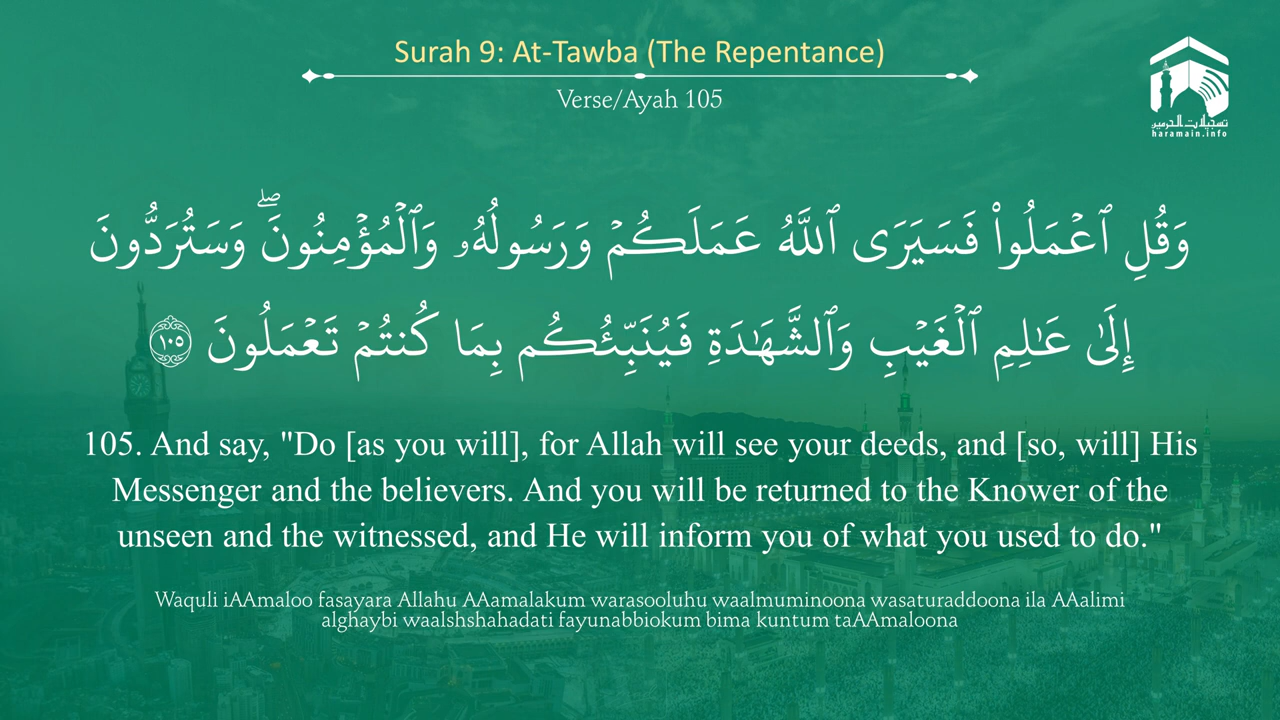 Surah 9: At-Tawba (The Repentance)
Verse/Ayah 105
تسجيلات الحرمين
haramain.info
وَقُلِ ٱعْمَلُوا۟ فَسَيَرَى ٱللَّهُ عَمَلَكُمْ وَرَسُولُهُۥ وَٱلْمُؤْمِنُونَ ۖ وَسَتُرَدُّونَ
إِلَىٰ عَـٰلِمِ ٱلْغَيْبِ وَٱلشَّهَـٰدَةِ فَيُنَبِّئُكُم بِمَا كُنتُمْ تَعْمَلُونَ ١٠٥
105. And say, "Do [as you will], for Allah will see your deeds, and [so, will] His
Messenger and the believers. And you will be returned to the Knower of the
unseen and the witnessed, and He will inform you of what you used to do."
Waquli iAAmaloo fasayara Allahu AAamalakum warasooluhu waalmuminoona wasaturaddoona ila AAalimi
alghaybi waalshshahadati fayunabbiokum bima kuntum taAAmaloona